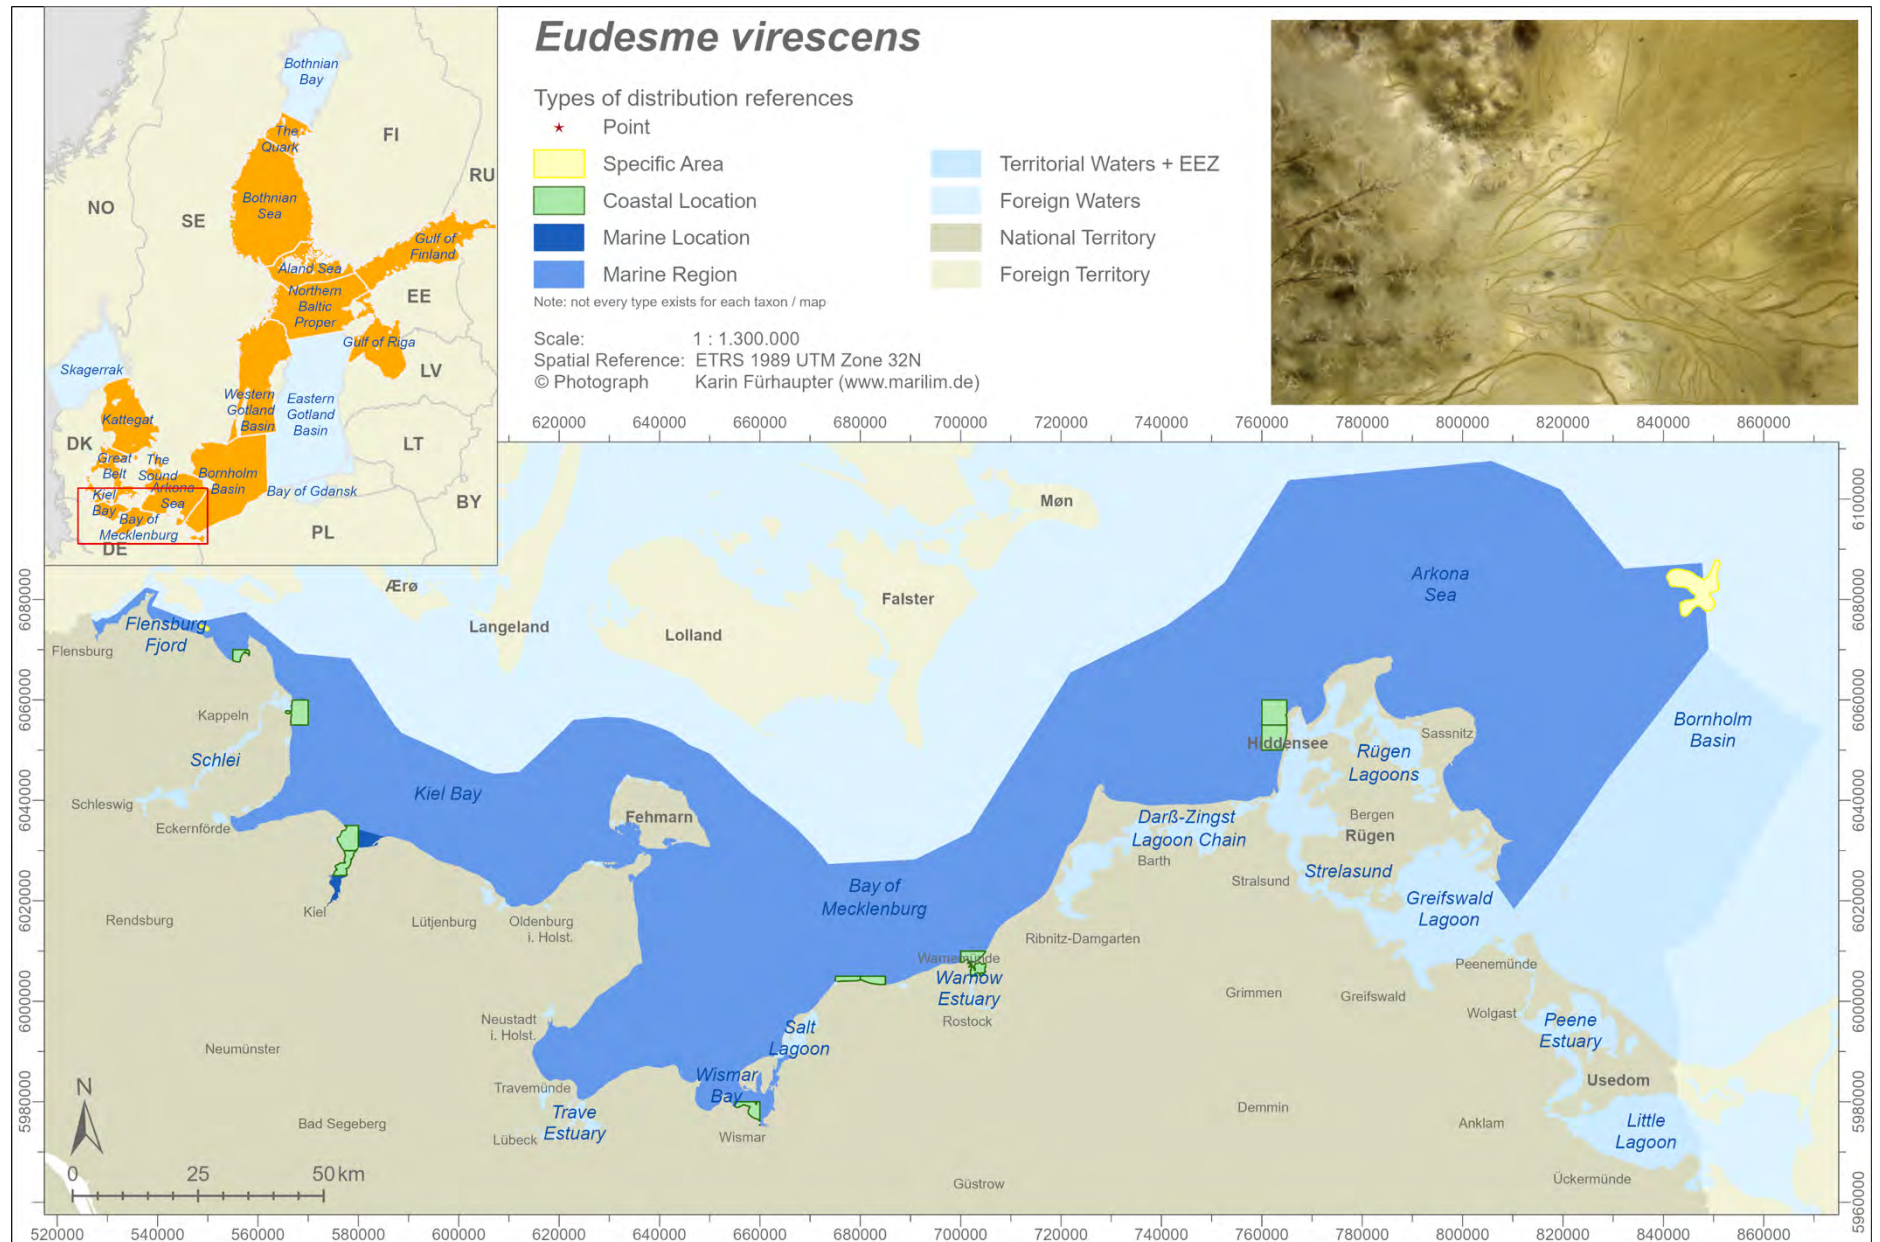 Eudesme virescens
Types of distribution references
Point
Specific Area
Coastal Location
Marine Location
Marine Region
Territorial Waters + EEZ
Foreign Waters
National Territory
Foreign Territory
Note: not every type exists for each taxon / map
Scale: 1 : 1.300.000
Spatial Reference: ETRS 1989 UTM Zone 32N
© Photograph Karin Fürhaupter (www.marilim.de)
Bothnian
Bay
The
Quark
FI
RU
NO
SE
Bothnian
Sea
Gulf of
Finland
Åland Sea
Northern
Baltic
Proper
EE
Gulf of Riga
Skagerrak
LV
Western
Gotland
Basin
Eastern
Gotland
Basin
Kattegat
DK
LT
Great
Belt
The
Sound
Bornholm
Basin
Arkona
Sea
Kiel
Bay
Bay of Gdansk
BY
Bay of
Mecklenburg
PL
DE
620000 640000 660000 680000 700000 720000 740000 760000 780000 800000 820000 840000 860000
6100000
6080000
6060000
6040000
6020000
6000000
5980000
5960000
6080000
6060000
6040000
6020000
6000000
5980000
Møn
Ærø
Langeland
Lolland
Falster
Arkona
Sea
Flensburg
Fjord
Flensburg
Kappeln
Schlei
Schleswig
Eckernförde
Kiel Bay
Fehmarn
Hiddensee
Sassnitz
Rügen
Lagoons
Bornholm
Basin
Bergen
Rügen
Darß-Zingst
Lagoon Chain
Barth
Strelasund
Stralsund
Greifswald
Lagoon
Bay of
Mecklenburg
Rendsburg
Kiel
Lütjenburg
Oldenburg
i. Holst.
Ribnitz-Damgarten
Warnemünde
Warnow
Estuary
Rostock
Peenemünde
Grimmen
Greifswald
Wolgast
Peene
Estuary
Neustadt
i. Holst.
Salt
Lagoon
Neumünster
Wismar
Bay
Travemünde
Trave
Estuary
Usedom
Demmin
Anklam
Little
Lagoon
Bad Segeberg
Lübeck
Wismar
Güstrow
Ückermünde
N
0 25 50 km
520000 540000 560000 580000 600000 620000 640000 660000 680000 700000 720000 740000 760000 780000 800000 820000 840000 860000